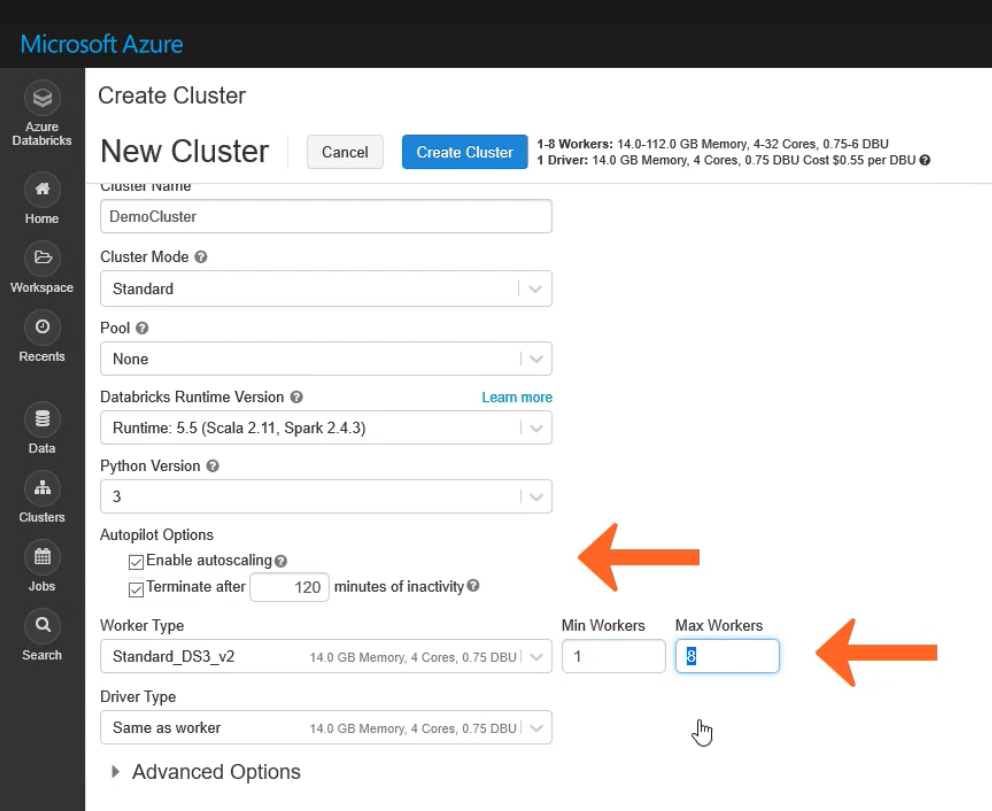 Microsoft Azure
Azure
Databricks
Home
Workspace
Recents
Data
Clusters
Jobs
Search
Create Cluster
New Cluster
Cancel
Create Cluster
1-8 Workers: 14.0-112.0 GB Memory, 4-32 Cores, 0.75-6 DBU
1 Driver: 14.0 GB Memory, 4 Cores, 0.75 DBU Cost $0.55 per DBU ?
Cluster Name
DemoCluster
Cluster Mode ?
Standard
Pool ?
None
Databricks Runtime Version ? Learn more
Runtime: 5.5 (Scala 2.11, Spark 2.4.3)
Python Version ?
3
Autopilot Options
Enable autoscaling ?
Terminate after 120 minutes of inactivity ?
Worker Type Min Workers Max Workers
Standard_DS3_v2 14.0 GB Memory, 4 Cores, 0.75 DBU 1 8
Driver Type
Same as worker 14.0 GB Memory, 4 Cores, 0.75 DBU
Advanced Options